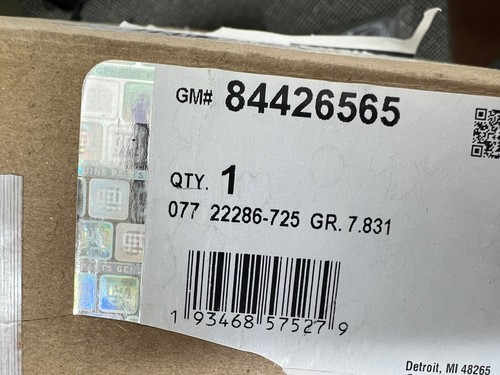 GM# 84426565
QTY. 1
077 22286-725 GR. 7.831
1 93468 57527 9
Detroit, MI 48265